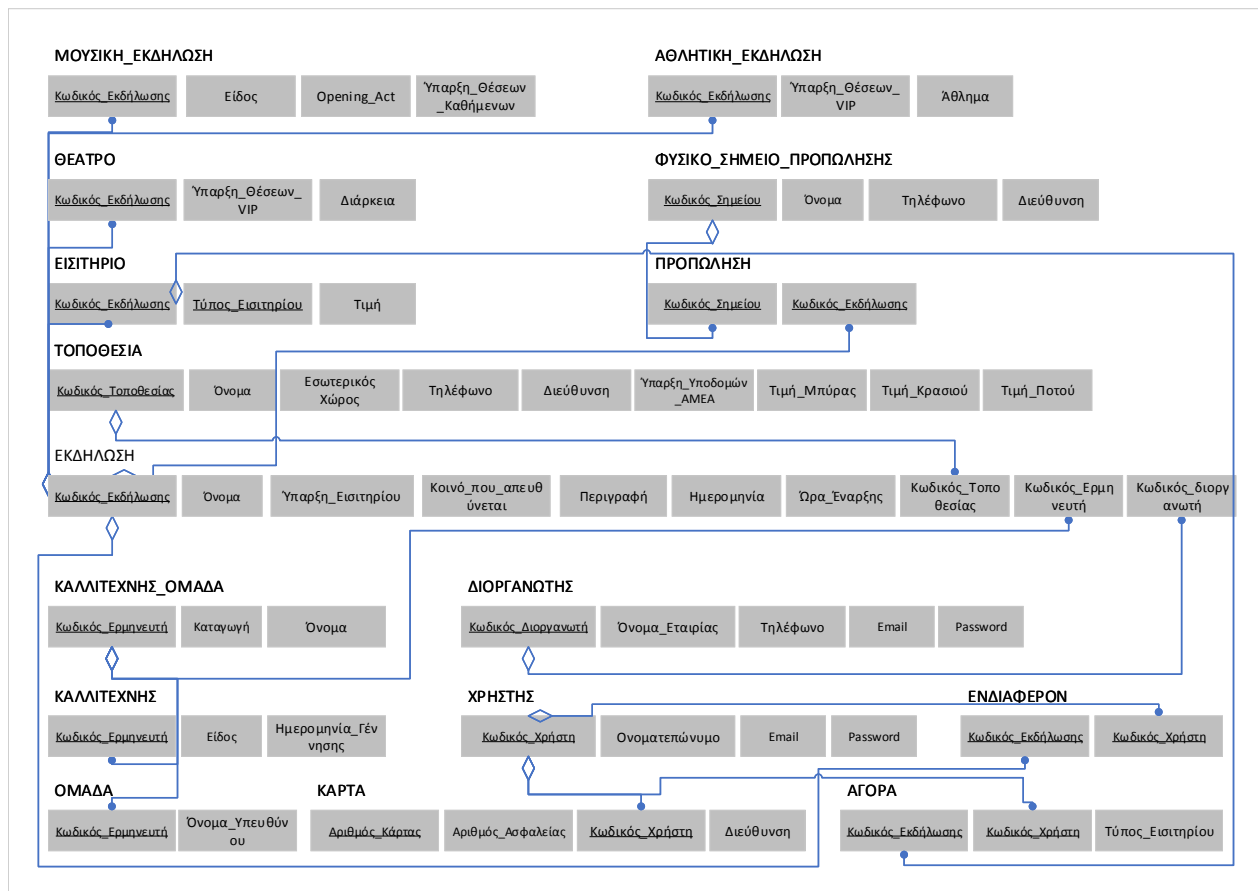 ΜΟΥΣΙΚΗ_ΕΚΔΗΛΩΣΗ
Κωδικός_Εκδήλωσης
Είδος
Opening_Act
Ύπαρξη_Θέσεων
_Καθήμενων
ΑΘΛΗΤΙΚΗ_ΕΚΔΗΛΩΣΗ
Κωδικός_Εκδήλωσης
Ύπαρξη_Θέσεων_
VIP
Άθλημα
ΘΕΑΤΡΟ
Κωδικός_Εκδήλωσης
Ύπαρξη_Θέσεων_
VIP
Διάρκεια
ΦΥΣΙΚΟ_ΣΗΜΕΙΟ_ΠΡΟΠΩΛΗΣΗΣ
Κωδικός_Σημείου
Όνομα
Τηλέφωνο
Διεύθυνση
ΕΙΣΙΤΗΡΙΟ
Κωδικός_Εκδήλωσης
Τύπος_Εισιτηρίου
Τιμή
ΠΡΟΠΩΛΗΣΗ
Κωδικός_Σημείου
Κωδικός_Εκδήλωσης
ΤΟΠΟΘΕΣΙΑ
Κωδικός_Τοποθεσίας
Όνομα
Εσωτερικός
Χώρος
Τηλέφωνο
Διεύθυνση
Ύπαρξη_Υποδομών
_ΑΜΕΑ
Τιμή_Μπύρας
Τιμή_Κρασιού
Τιμή_Ποτού
ΕΚΔΗΛΩΣΗ
Κωδικός_Εκδήλωσης
Όνομα
Ύπαρξη_Εισιτηρίου
Κοινό_που_απευθ
ύνεται
Περιγραφή
Ημερομηνία
Ώρα_Έναρξης
Κωδικός_Τοπο
θεσίας
Κωδικός_Ερμ
ηνευτή
Κωδικός_διοργ
ανωτή
ΚΑΛΛΙΤΕΧΝΗΣ_ΟΜΑΔΑ
Κωδικός_Ερμηνευτή
Καταγωγή
Όνομα
ΔΙΟΡΓΑΝΩΤΗΣ
Κωδικός_Διοργανωτή
Όνομα_Εταιρίας
Τηλέφωνο
Email
Password
ΚΑΛΛΙΤΕΧΝΗΣ
Κωδικός_Ερμηνευτή
Είδος
Ημερομηνία_Γέν
νησης
ΧΡΗΣΤΗΣ
Κωδικός_Χρήστη
Ονοματεπώνυμο
Email
Password
ΕΝΔΙΑΦΕΡΟΝ
Κωδικός_Εκδήλωσης
Κωδικός_Χρήστη
ΟΜΑΔΑ
Κωδικός_Ερμηνευτή
Όνομα_Υπευθύν
ου
ΚΑΡΤΑ
Αριθμός_Κάρτας
Αριθμός_Ασφαλείας
Κωδικός_Χρήστη
Διεύθυνση
ΑΓΟΡΑ
Κωδικός_Εκδήλωσης
Κωδικός_Χρήστη
Τύπος_Εισιτηρίου